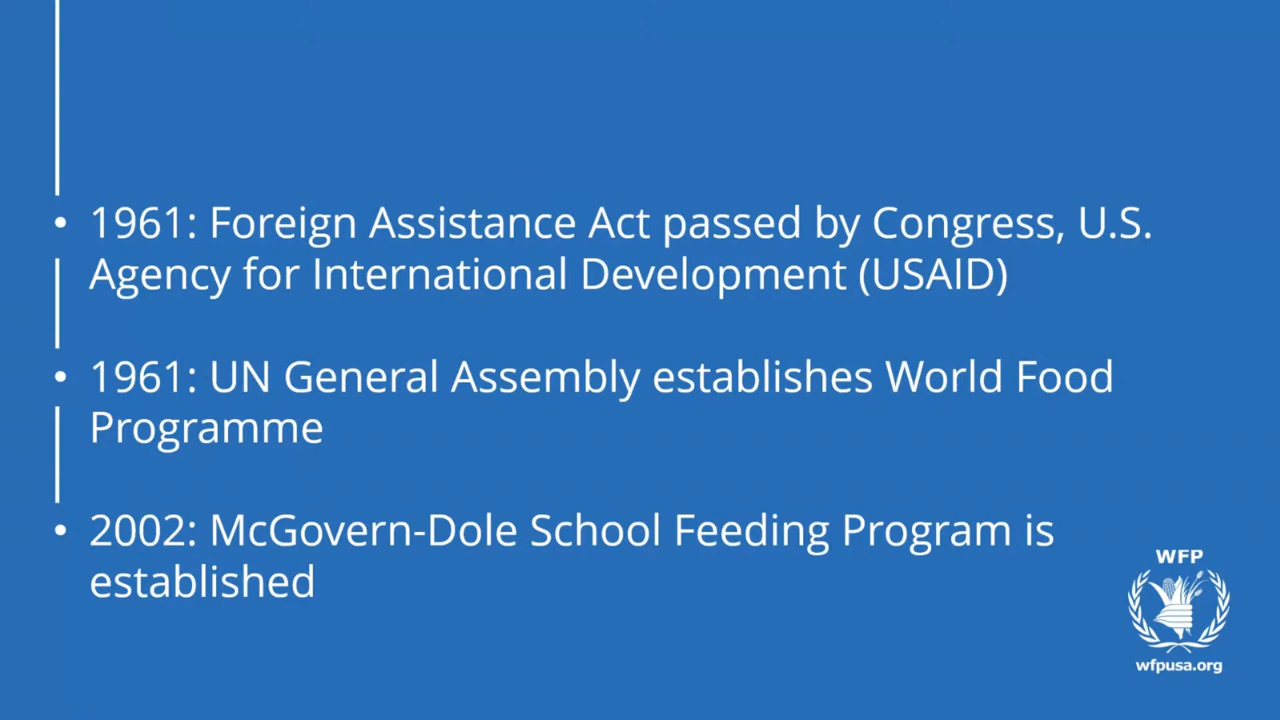 • 1961: Foreign Assistance Act passed by Congress, U.S.
Agency for International Development (USAID)
• 1961: UN General Assembly establishes World Food
Programme
• 2002: McGovern-Dole School Feeding Program is
established
WFP
wfpusa.org